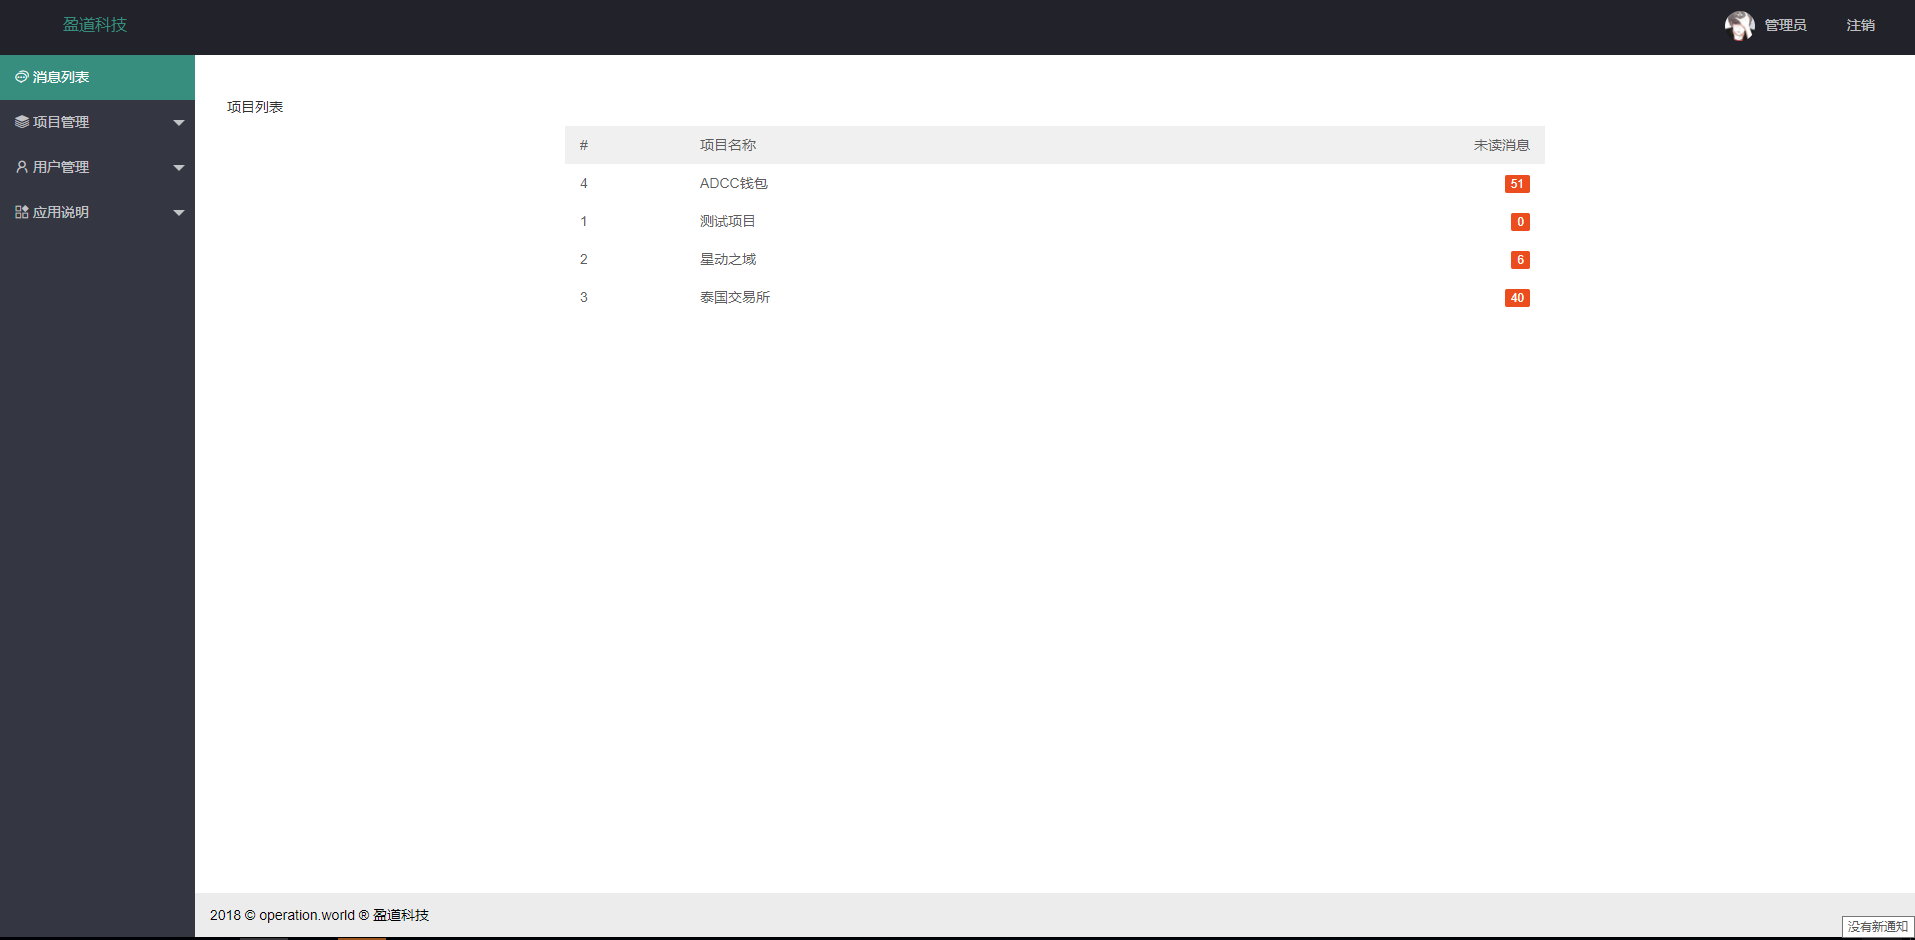 盈道科技
管理员
注销
消息列表
项目管理
用户管理
应用说明
项目列表
# 项目名称 未读消息
4 ADCC钱包 51
1 测试项目 0
2 星动之域 6
3 泰国交易所 40
2018 © operation.world ® 盈道科技
没有新通知